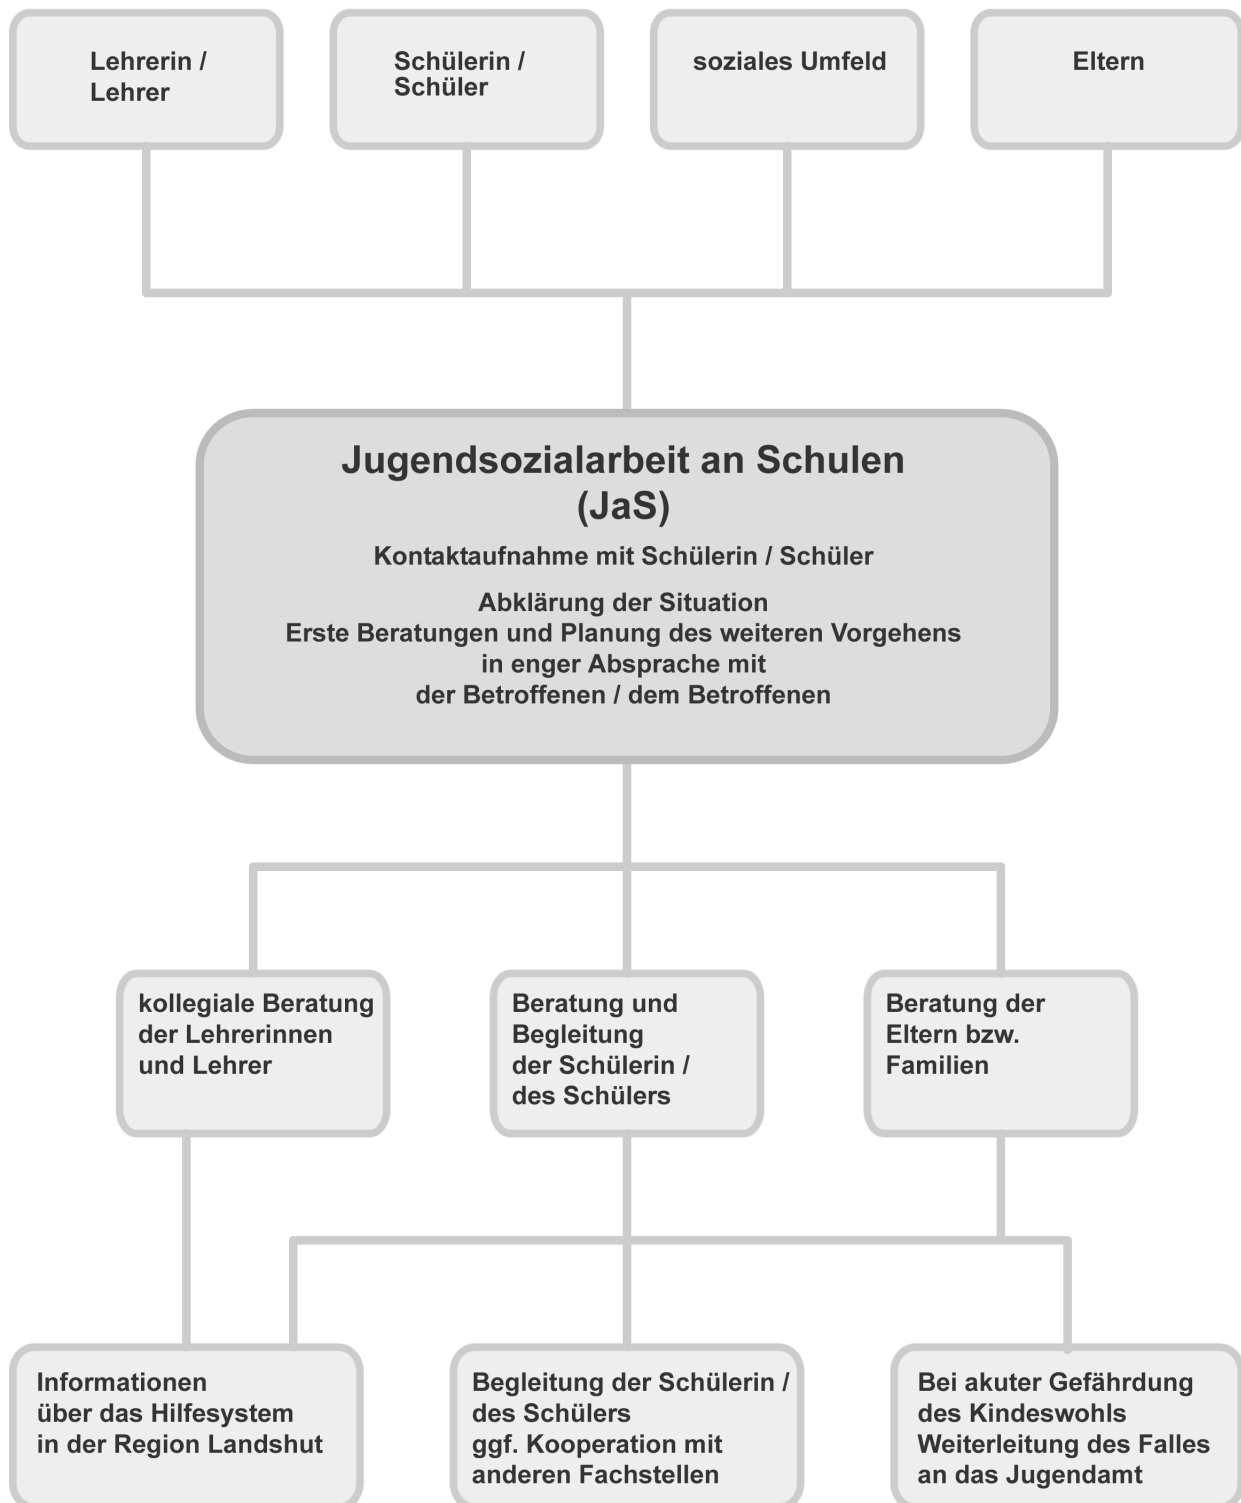 Lehrerin /
Lehrer
Schülerin /
Schüler
soziales Umfeld
Eltern
Jugendsozialarbeit an Schulen
(JaS)
Kontaktaufnahme mit Schülerin / Schüler
Abklärung der Situation
Erste Beratungen und Planung des weiteren Vorgehens
in enger Absprache mit
der Betroffenen / dem Betroffenen
kollegiale Beratung
der Lehrerinnen
und Lehrer
Beratung und
Begleitung
der Schülerin /
des Schülers
Beratung der
Eltern bzw.
Familien
Informationen
über das Hilfesystem
in der Region Landshut
Begleitung der Schülerin /
des Schülers
ggf. Kooperation mit
anderen Fachstellen
Bei akuter Gefährdung
des Kindeswohls
Weiterleitung des Falles
an das Jugendamt